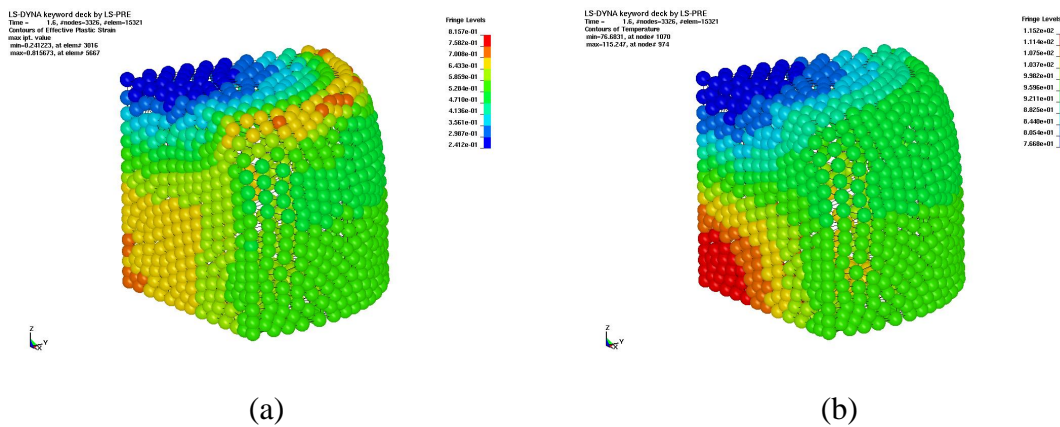 LS-DYNA keyword deck by LS-PRE
Time = 1.6, #nodes=3326, #elem=15321
Contours of Effective Plastic Strain
max ipt. value
min=0.241223, at elem# 3016
max=0.815673, at elem# 5667
Fringe Levels
8.157e-01
7.582e-01
7.008e-01
6.433e-01
5.859e-01
5.284e-01
4.710e-01
4.136e-01
3.561e-01
2.987e-01
2.412e-01
Z
Y
X
(a)
LS-DYNA keyword deck by LS-PRE
Time = 1.6, #nodes=3326, #elem=15321
Contours of Temperature
min=76.6831, at node# 1070
max=115.247, at node# 974
Fringe Levels
1.152e+02
1.114e+02
1.075e+02
1.037e+02
9.982e+01
9.596e+01
9.211e+01
8.825e+01
8.440e+01
8.054e+01
7.668e+01
Z
Y
X
(b)